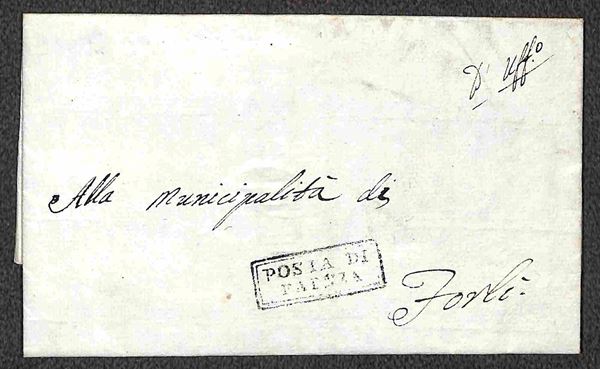 D' Uff.o
Alla Municipalità di
POSTA DI
FAENZA
Forlì.